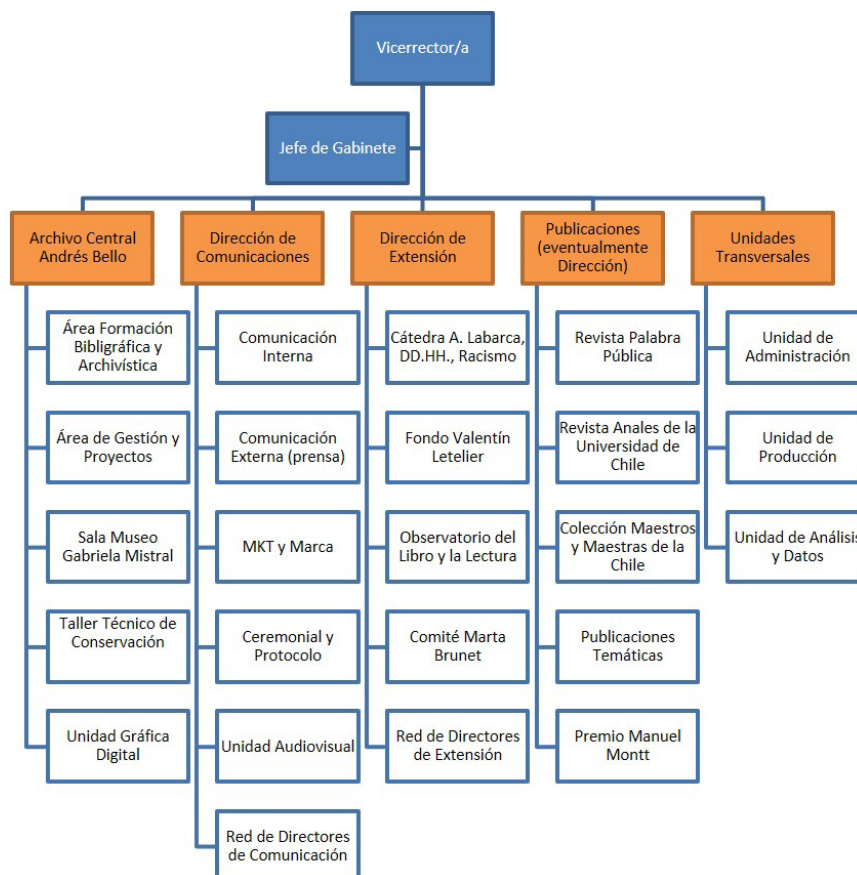 Vicerrector/a
Jefe de Gabinete
Archivo Central
Andrés Bello
Área Formación
Bibligráfica y
Archivística
Área de Gestión y
Proyectos
Sala Museo
Gabriela Mistral
Taller Técnico de
Conservación
Unidad Gráfica
Digital
Dirección de
Comunicaciones
Comunicación
Interna
Comunicación
Externa (prensa)
MKT y Marca
Ceremonial y
Protocolo
Unidad Audiovisual
Red de Directores
de Comunicación
Dirección de
Extensión
Cátedra A. Labarca,
DD.HH., Racismo
Fondo Valentín
Letelier
Observatorio del
Libro y la Lectura
Comité Marta
Brunet
Red de Directores
de Extensión
Publicaciones
(eventualmente
Dirección)
Revista Palabra
Pública
Revista Anales de la
Universidad de
Chile
Colección Maestros
y Maestras de la
Chile
Publicaciones
Temáticas
Premio Manuel
Montt
Unidades
Transversales
Unidad de
Administración
Unidad de
Producción
Unidad de Análisis
y Datos